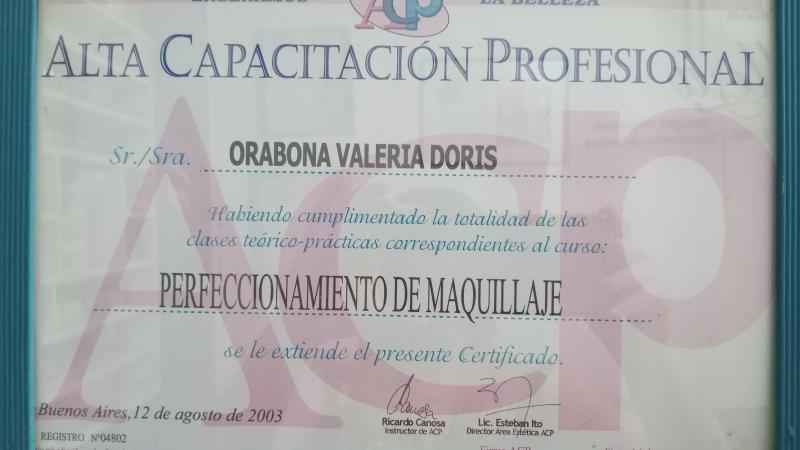 LA BELLEZA
ACP
ALTA CAPACITACIÓN PROFESIONAL
Sr./Sra. ORABONA VALERIA DORIS
Habiendo cumplimentado la totalidad de las
clases teórico-prácticas correspondientes al curso:
PERFECCIONAMIENTO DE MAQUILLAJE
se le extiende el presente Certificado.
Buenos Aires, 12 de agosto de 2003
Ricardo Canosa
Instructor de ACP
Lic. Esteban Ito
Director Area Estética ACP
REGISTRO Nº04802